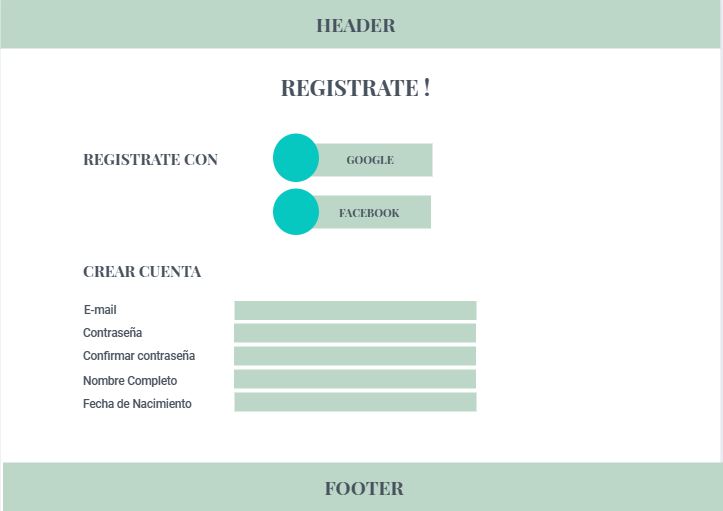 HEADER
REGISTRATE !
REGISTRATE CON
GOOGLE
FACEBOOK
CREAR CUENTA
E-mail
Contraseña
Confirmar contraseña
Nombre Completo
Fecha de Nacimiento
FOOTER